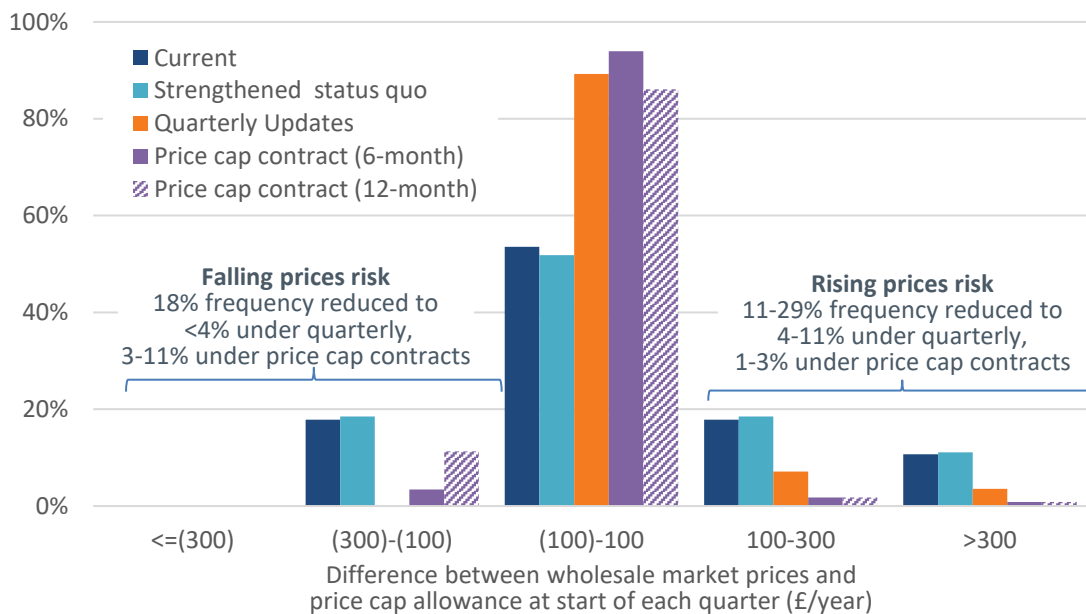 100%
80%
60%
40%
20%
0%
Current
Strengthened status quo
Quarterly Updates
Price cap contract (6-month)
Price cap contract (12-month)
Falling prices risk
18% frequency reduced to
<4% under quarterly,
3-11% under price cap contracts
Rising prices risk
11-29% frequency reduced to
4-11% under quarterly,
1-3% under price cap contracts
<=(300)
(300)-(100)
(100)-100
100-300
>300
Difference between wholesale market prices and
price cap allowance at start of each quarter (£/year)